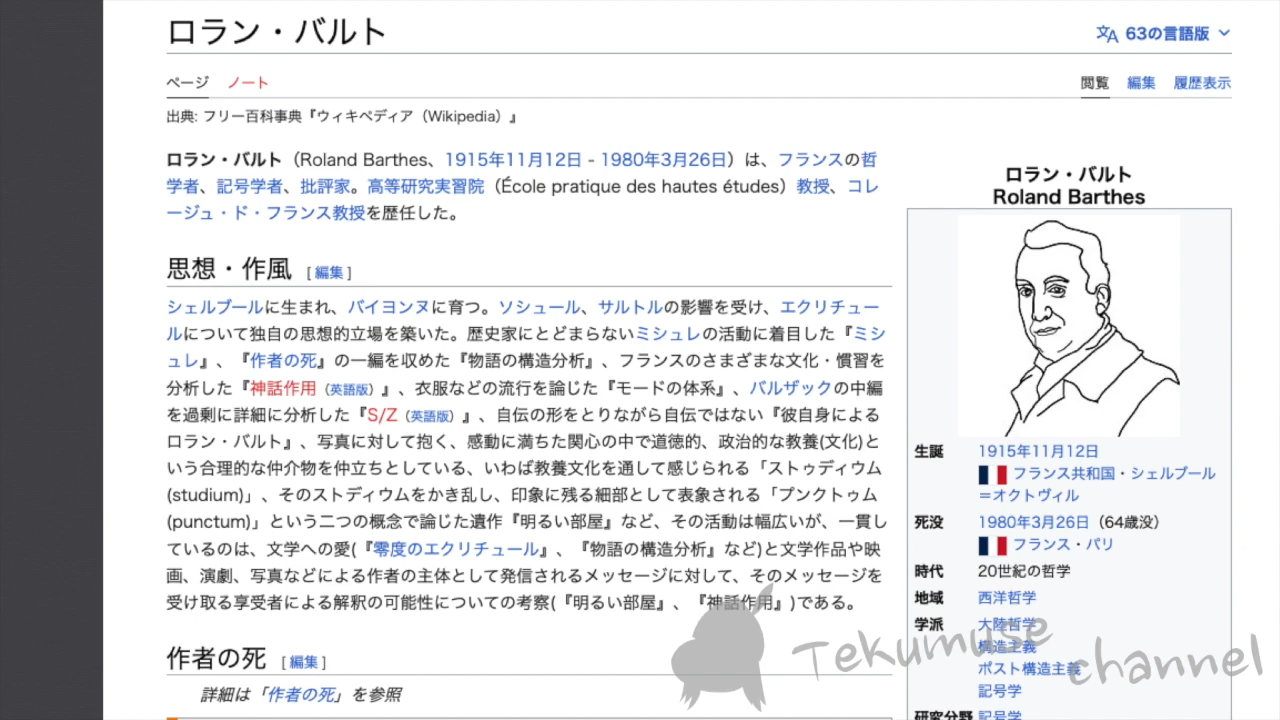 ロラン・バルト
63の言語版
ページ ノート
閲覧 編集 履歴表示
出典: フリー百科事典『ウィキペディア（Wikipedia）』
ロラン・バルト（Roland Barthes、1915年11月12日 - 1980年3月26日）は、フランスの哲
学者、記号学者、批評家。高等研究実習院（École pratique des hautes études）教授、コレ
ージュ・ド・フランス教授を歴任した。
思想・作風 [編集]
シェルブールに生まれ、バイヨンヌに育つ。ソシュール、サルトルの影響を受け、エクリチュー
ルについて独自の思想的立場を築いた。歴史家にとどまらないミシュレの活動に着目した『ミシ
ュレ』、『作者の死』の一編を収めた『物語の構造分析』、フランスのさまざまな文化・慣習を
分析した『神話作用（英語版）』、衣服などの流行を論じた『モードの体系』、バルザックの中編
を過剰に詳細に分析した『S/Z（英語版）』、自伝の形をとりながら自伝ではない『彼自身による
ロラン・バルト』、写真に対して抱く、感動に満ちた関心の中で道徳的、政治的な教養(文化)と
いう合理的な仲介物を仲立ちとしている、いわば教養文化を通して感じられる「ストゥディウム
(studium)」、そのストディウムをかき乱し、印象に残る細部として表象される「プンクトゥム
(punctum)」という二つの概念で論じた遺作『明るい部屋』など、その活動は幅広いが、一貫し
ているのは、文学への愛(『零度のエクリチュール』、『物語の構造分析』など)と文学作品や映
画、演劇、写真などによる作者の主体として発信されるメッセージに対して、そのメッセージを
受け取る享受者による解釈の可能性についての考察(『明るい部屋』、『神話作用』)である。
作者の死 [編集]
詳細は「作者の死」を参照
ロラン・バルト
Roland Barthes
生誕 1915年11月12日
フランス共和国・シェルブール
＝オクトヴィル
死没 1980年3月26日（64歳没）
フランス・パリ
時代 20世紀の哲学
地域 西洋哲学
学派 大陸哲学
構造主義
ポスト構造主義
記号学
研究分野 記号学
Tekumuse channel